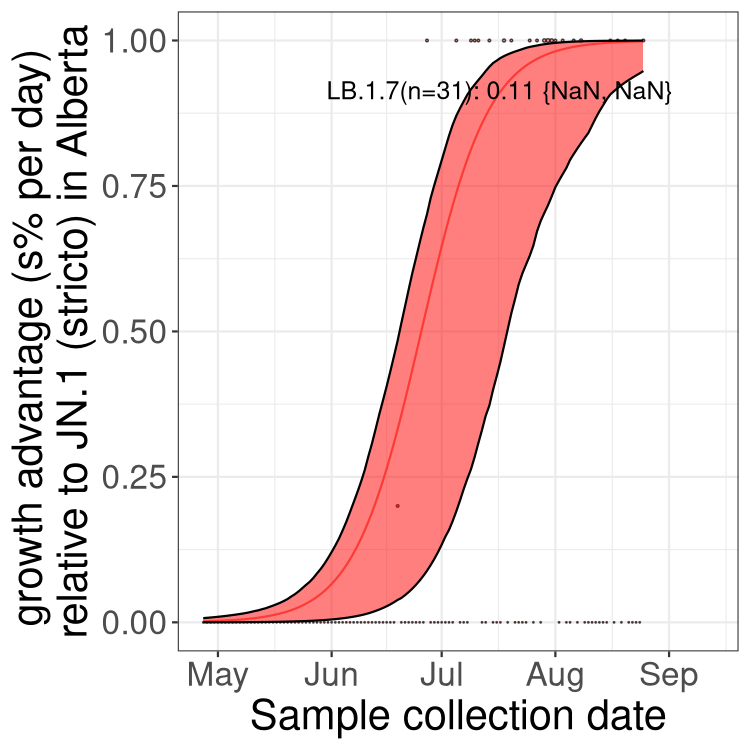 growth advantage (s% per day)
relative to JN.1 (stricto) in Alberta
1.00
0.75
0.50
0.25
0.00
LB.1.7(n=31): 0.11 {NaN, NaN}
May Jun Jul Aug Sep
Sample collection date